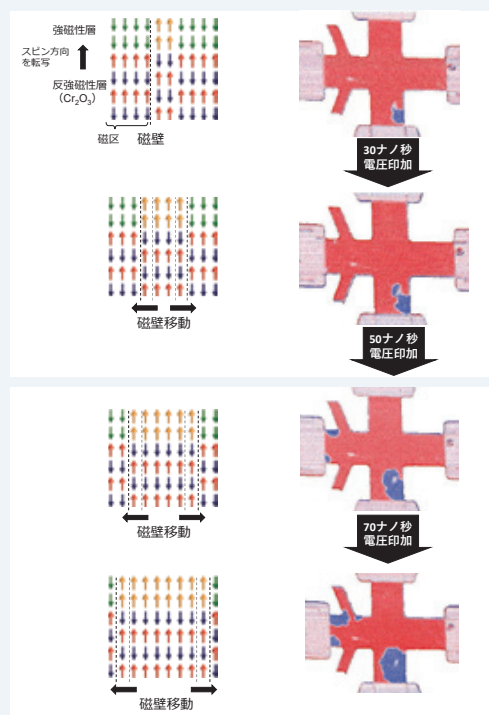 強磁性層
スピン方向
を転写
反強磁性層
(Cr₂O₃)
磁区
磁壁
30ナノ秒
電圧印加
磁壁移動
50ナノ秒
電圧印加
磁壁移動
70ナノ秒
電圧印加
磁壁移動